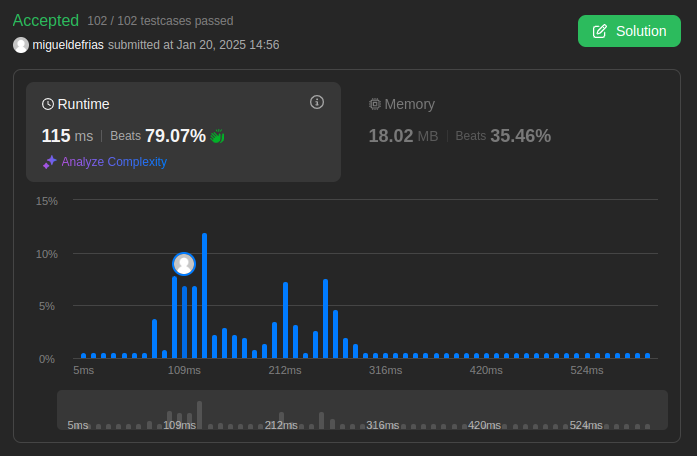 Accepted 102 / 102 testcases passed
migueldefrias submitted at Jan 20, 2025 14:56
Solution
Runtime
115 ms | Beats 79.07%
Analyze Complexity
Memory
18.02 MB | Beats 35.46%
15%
10%
5%
0%
5ms 109ms 212ms 316ms 420ms 524ms
5ms 109ms 212ms 316ms 420ms 524ms